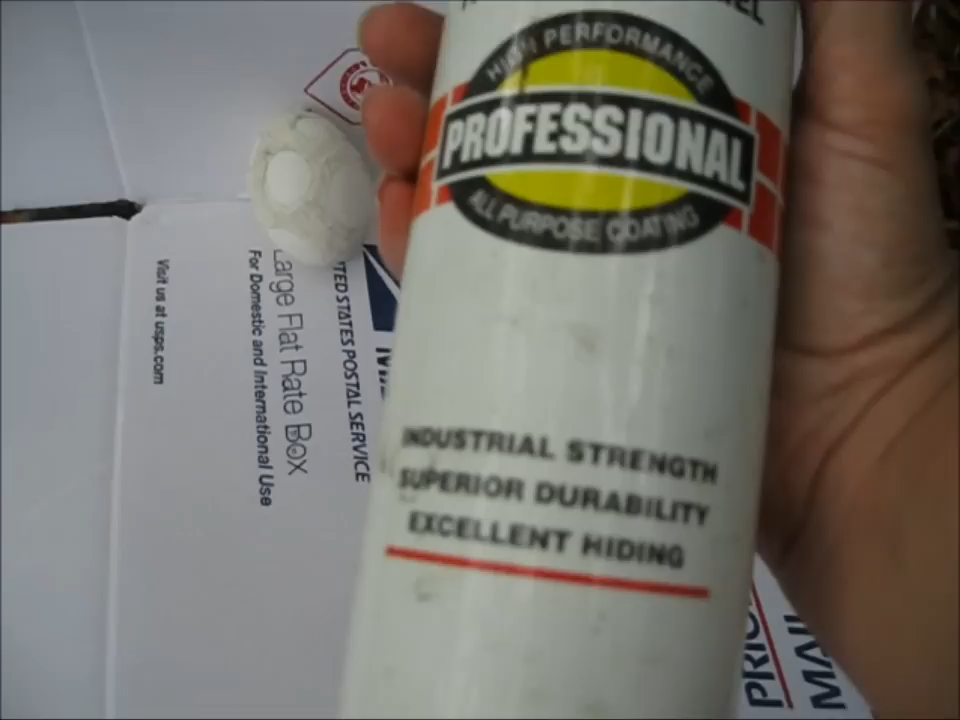 HIGH PERFORMANCE
PROFESSIONAL
ALL PURPOSE COATING
INDUSTRIAL STRENGTH
SUPERIOR DURABILITY
EXCELLENT HIDING
Visit us at usps.com
Large Flat Rate Box
For Domestic and International Use
TED STATES POSTAL SERVICE
PRIO
MAIL